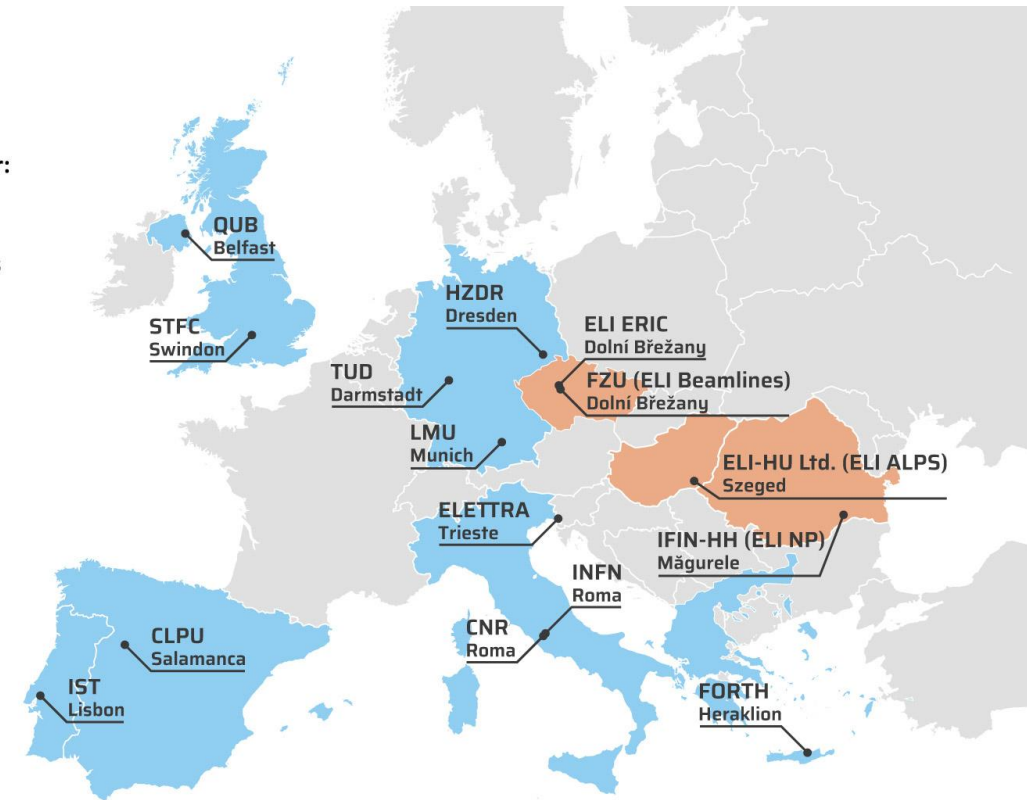 r:
QUB
Belfast
STFC
Swindon
HZDR
Dresden
TUD
Darmstadt
ELI ERIC
Dolní Břežany
FZU (ELI Beamlines)
Dolní Břežany
LMU
Munich
ELI-HU Ltd. (ELI ALPS)
Szeged
ELETTRA
Trieste
IFIN-HH (ELI NP)
Măgurele
INFN
Roma
CNR
Roma
CLPU
Salamanca
IST
Lisbon
FORTH
Heraklion